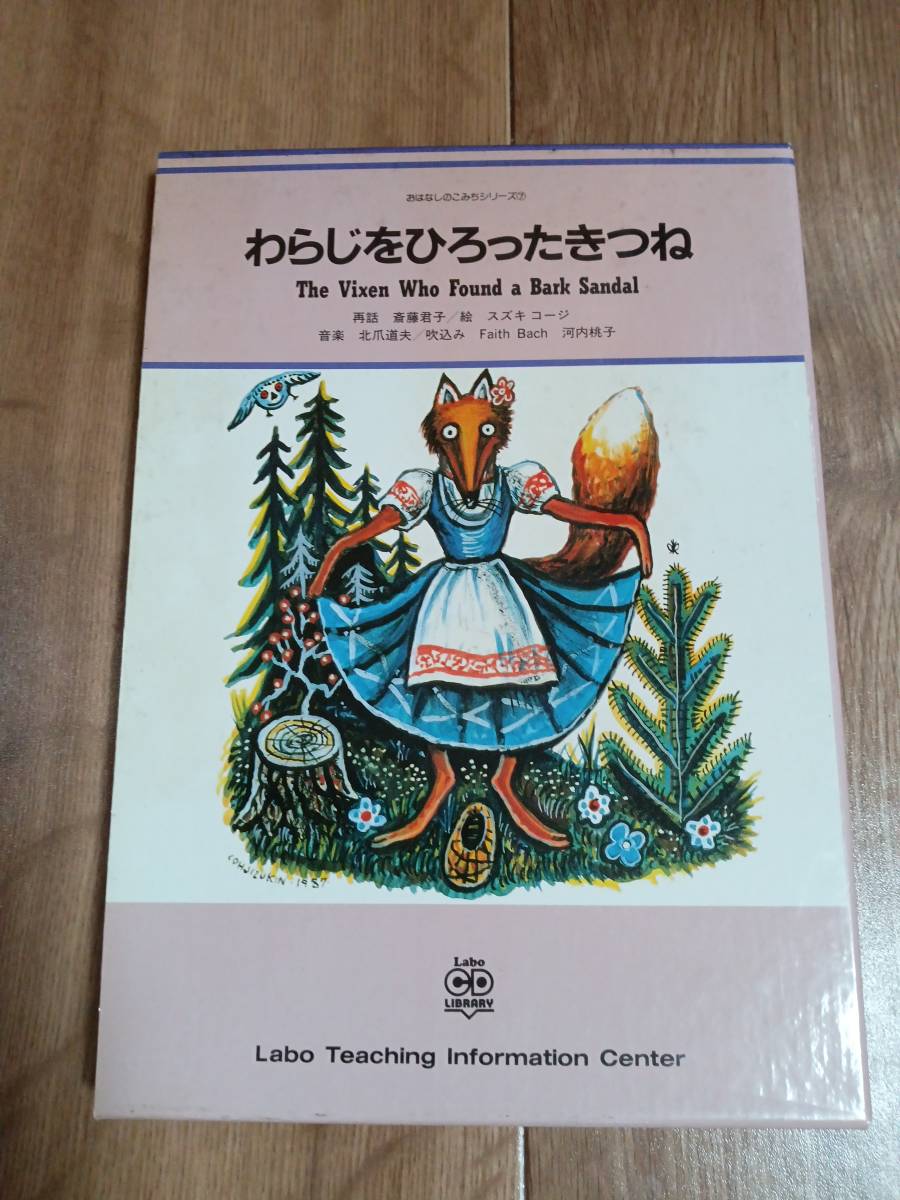 おはなしのこみちシリーズ⑦
わらじをひろったきつね
The Vixen Who Found a Bark Sandal
再話 斎藤君子／絵 スズキ コージ
音楽 北爪道夫／吹込み Faith Bach 河内桃子
COHJIZUKIN・1987
Labo
CD
LIBRARY
Labo Teaching Information Center